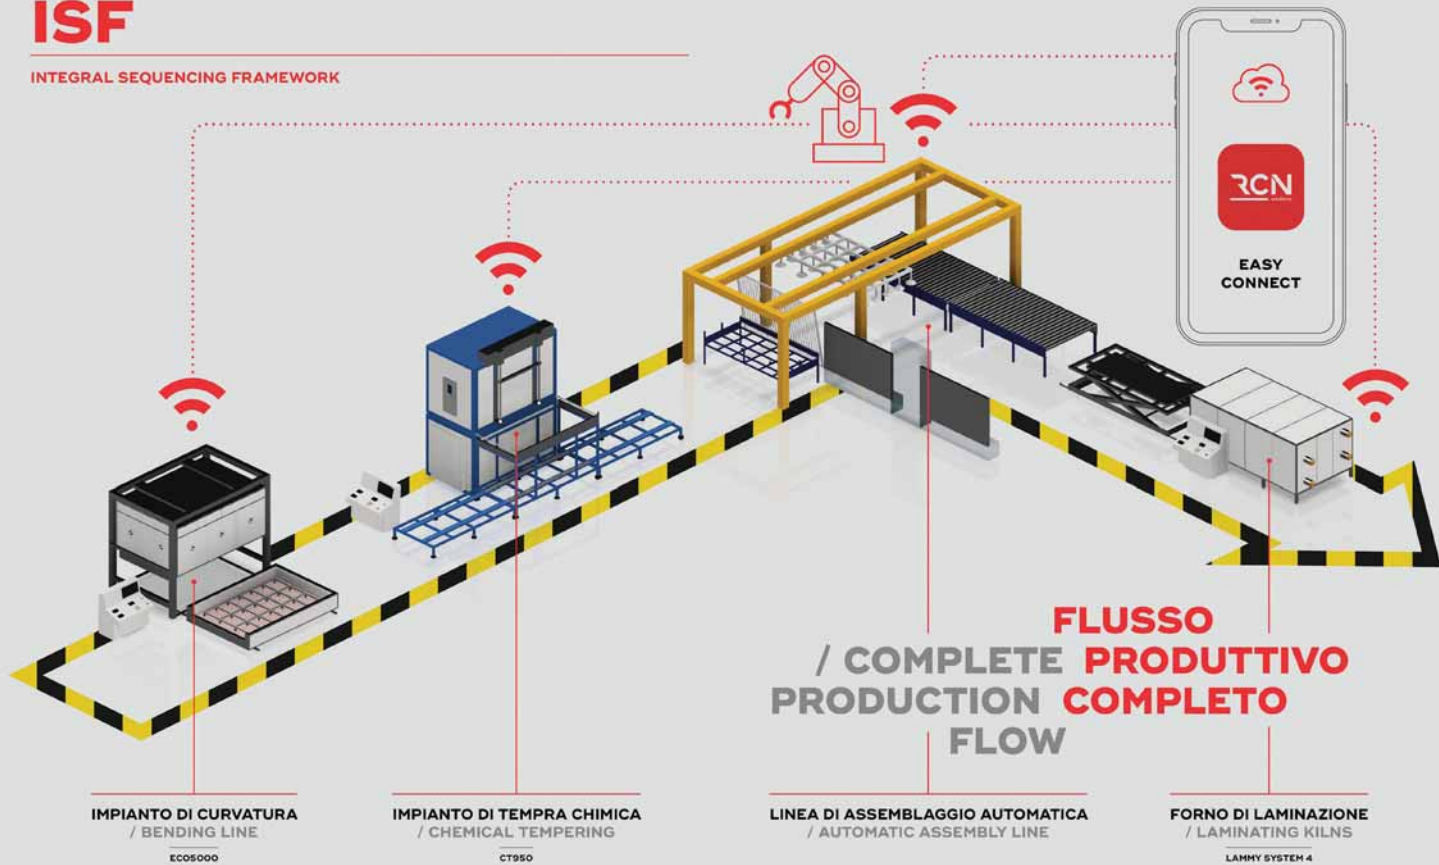 ISF
INTEGRAL SEQUENCING FRAMEWORK
RCN
EASY
CONNECT
FLUSSO
/ COMPLETE PRODUTTIVO
PRODUCTION COMPLETO
FLOW
IMPIANTO DI CURVATURA
/ BENDING LINE
ECO5000
IMPIANTO DI TEMPRA CHIMICA
/ CHEMICAL TEMPERING
CT950
LINEA DI ASSEMBLAGGIO AUTOMATICA
/ AUTOMATIC ASSEMBLY LINE
FORNO DI LAMINAZIONE
/ LAMINATING KILNS
LAMMY SYSTEM 4